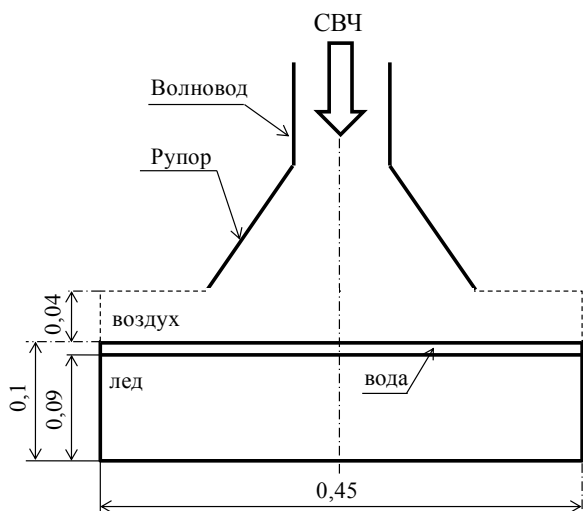 СВЧ
Волновод
Рупор
0,04
воздух
вода
лед
0,1
0,09
0,45